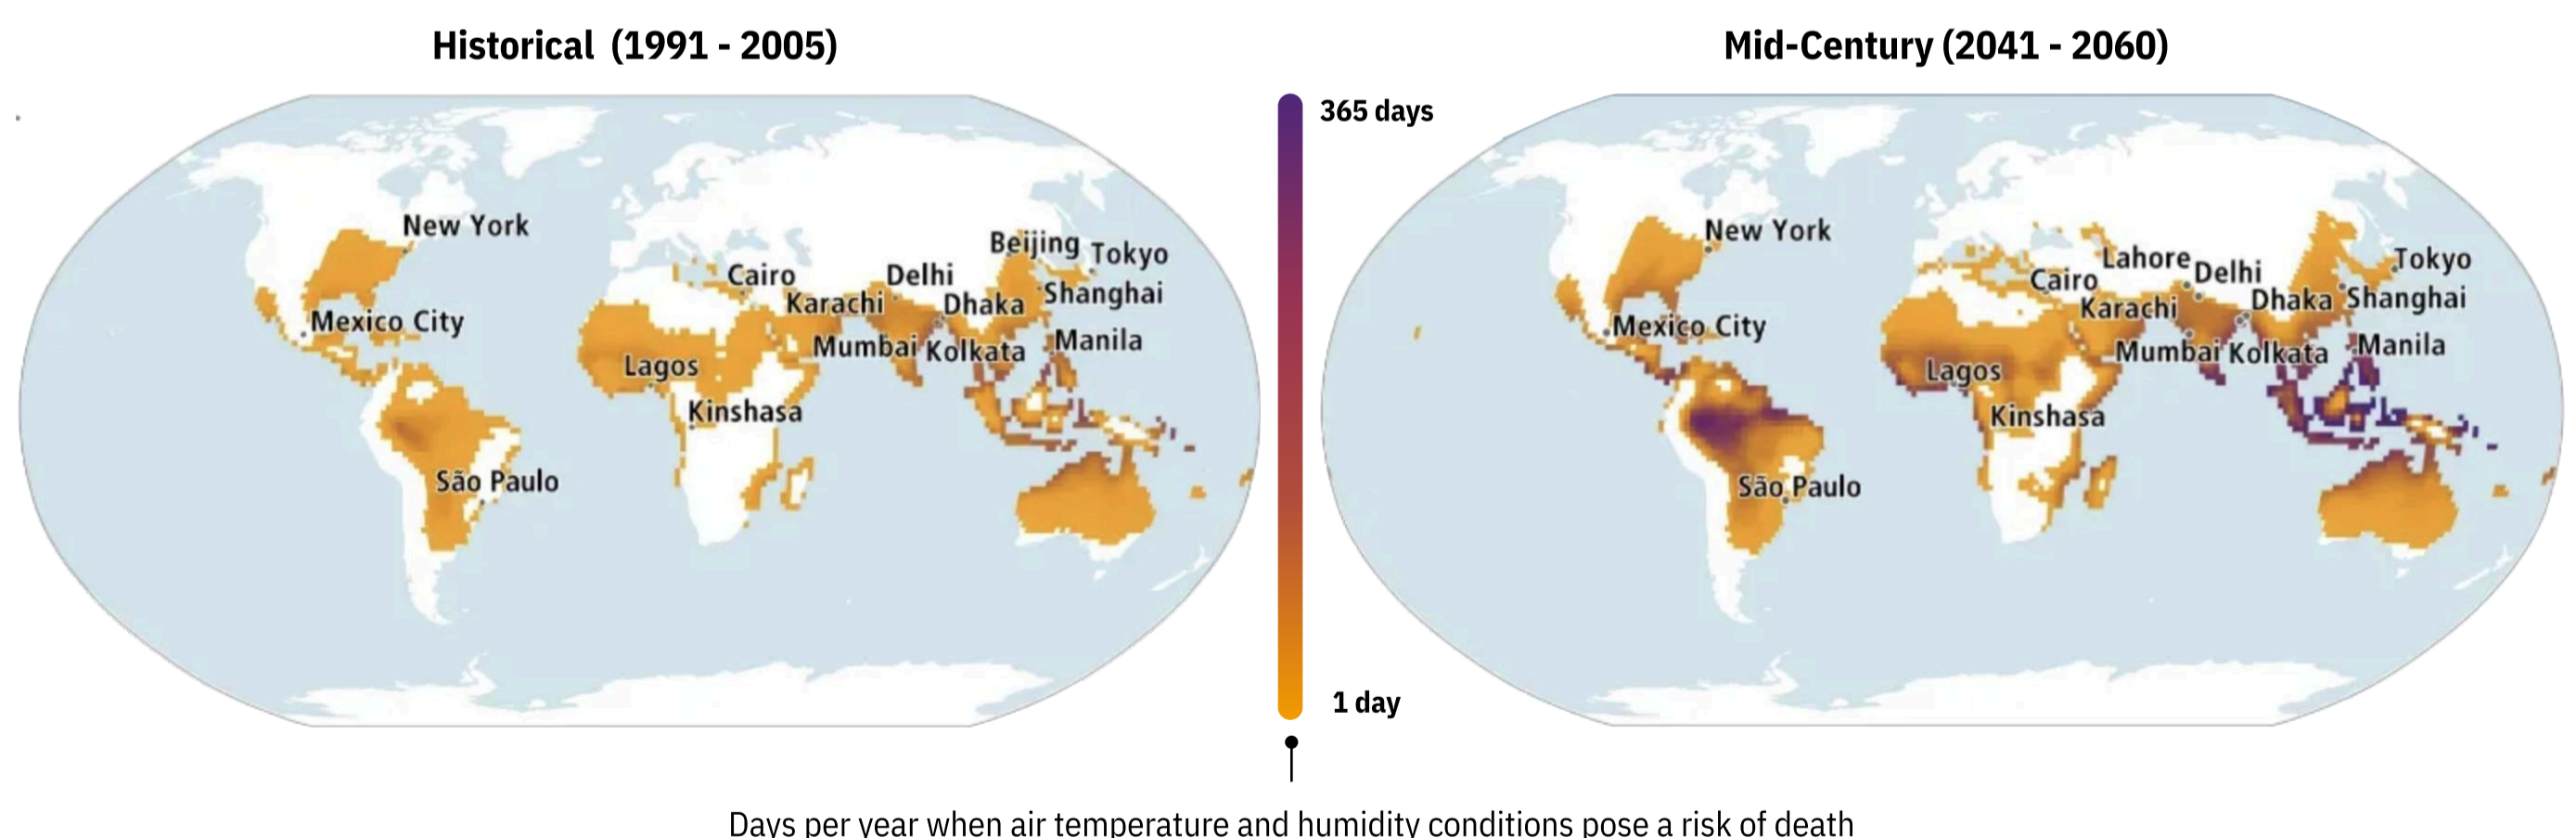 Historical (1991 - 2005)
New York
Mexico City
São Paulo
Lagos
Kinshasa
Cairo
Karachi
Delhi
Mumbai
Dhaka
Kolkata
Beijing
Tokyo
Shanghai
Manila
365 days
1 day
Mid-Century (2041 - 2060)
New York
Mexico City
São Paulo
Lagos
Kinshasa
Cairo
Lahore
Karachi
Delhi
Mumbai
Dhaka
Kolkata
Tokyo
Shanghai
Manila
Days per year when air temperature and humidity conditions pose a risk of death